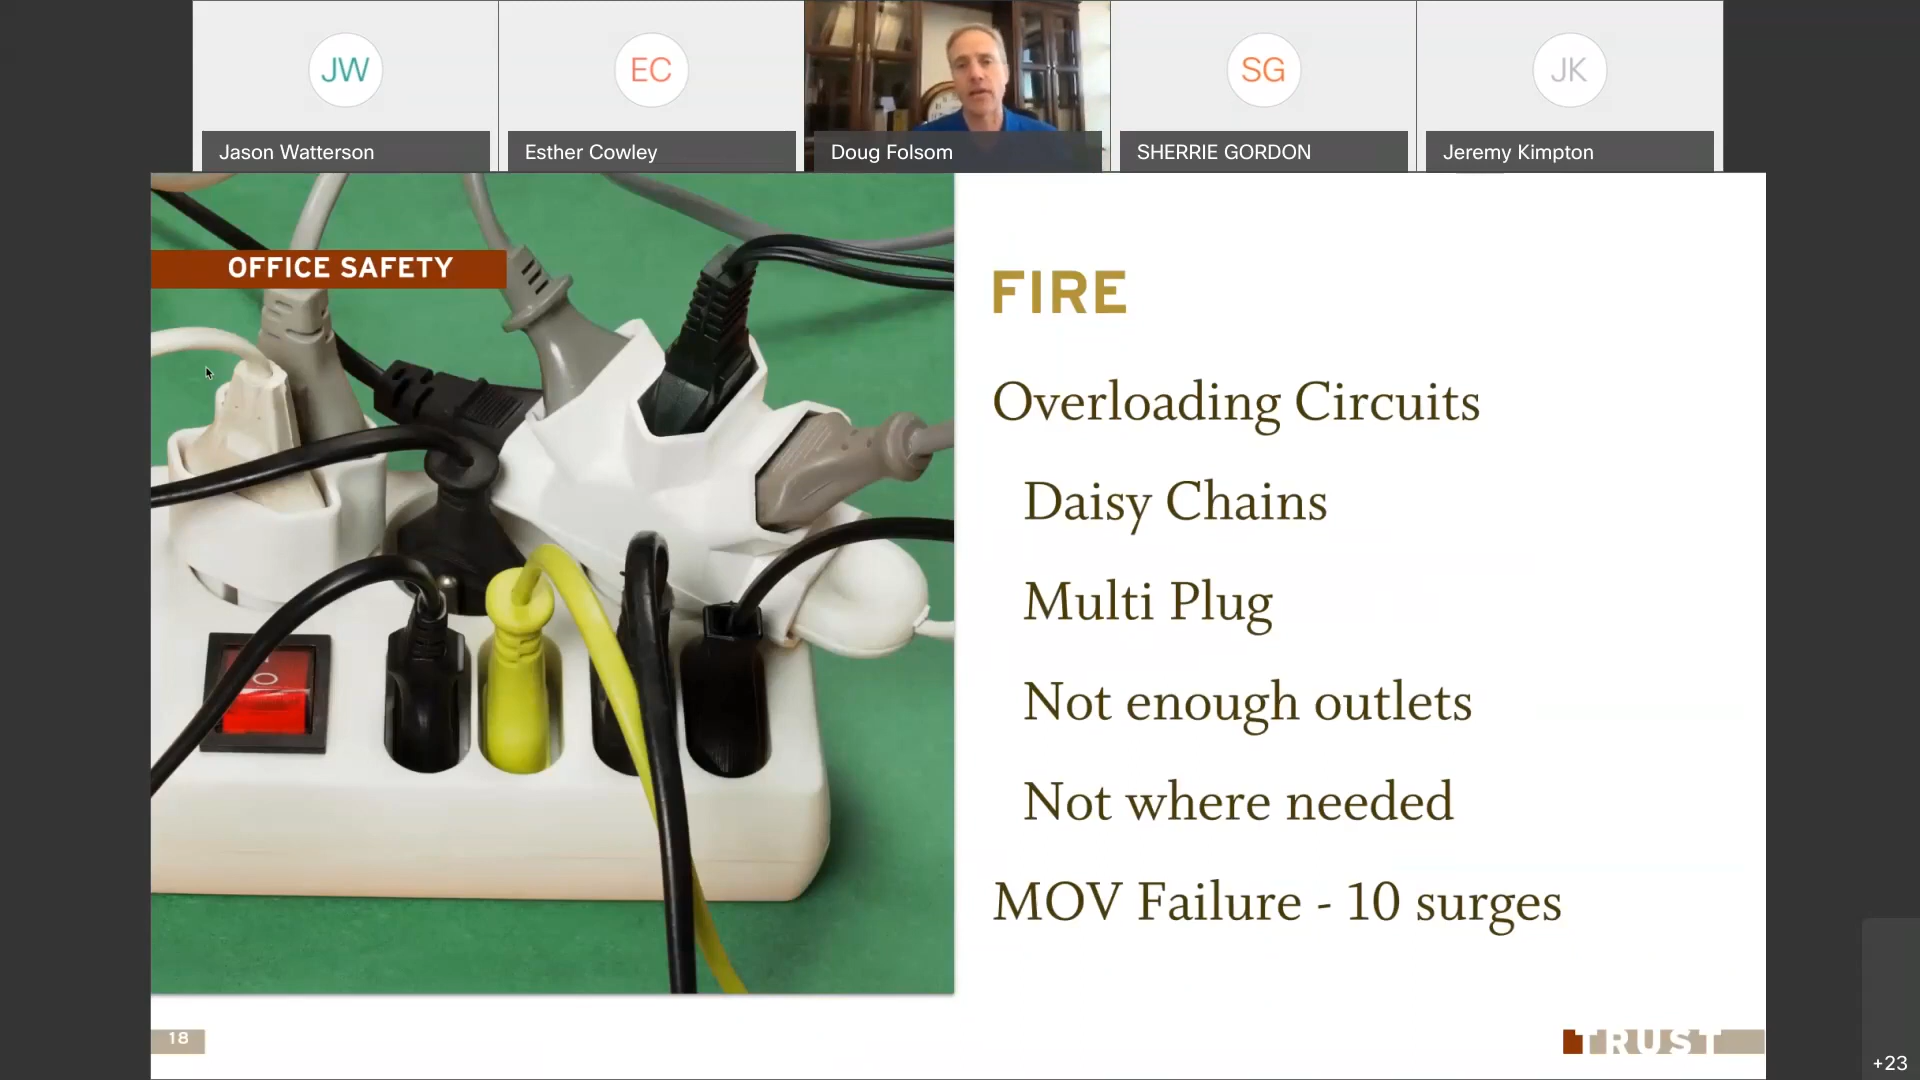 JW
EC
SG
JK
Jason Watterson
Esther Cowley
Doug Folsom
SHERRIE GORDON
Jeremy Kimpton
OFFICE SAFETY
FIRE
Overloading Circuits
Daisy Chains
Multi Plug
Not enough outlets
Not where needed
MOV Failure - 10 surges
18
TRUST
+23